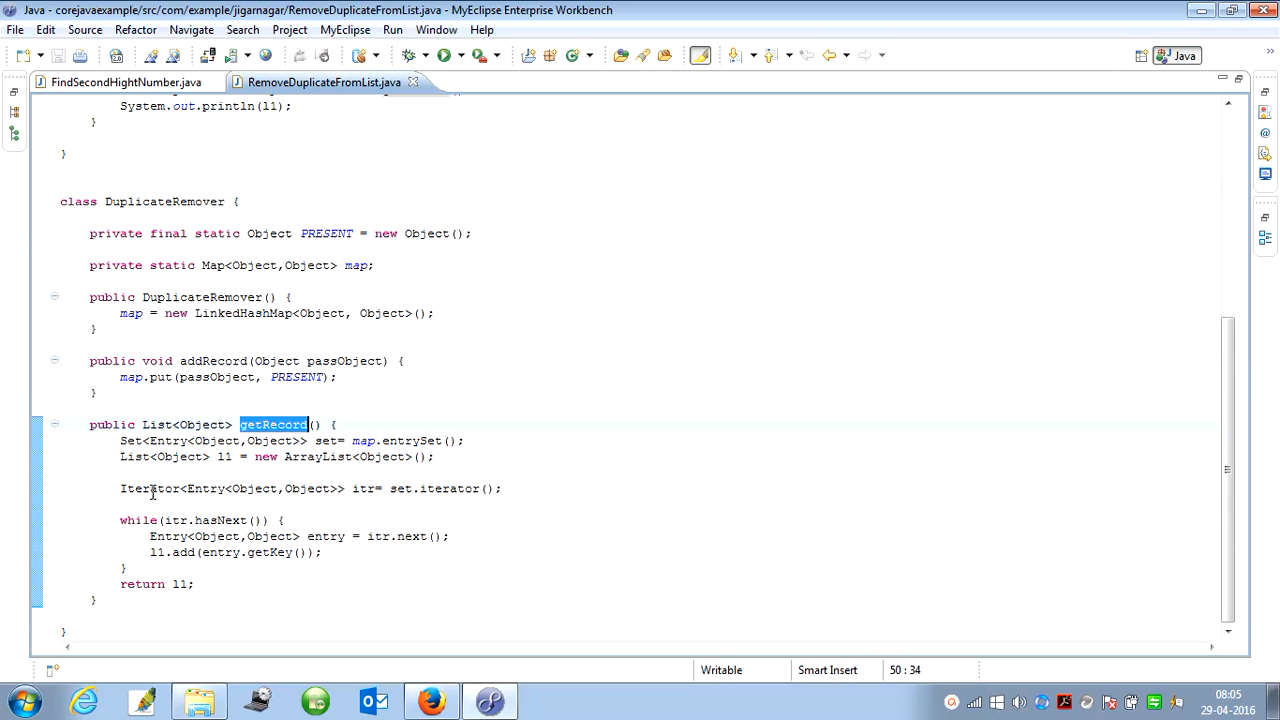 Java - corejavaexample/src/com/example/jigarnagar/RemoveDuplicateFromList.java - MyEclipse Enterprise Workbench
File Edit Source Refactor Navigate Search Project MyEclipse Run Window Help
Java
FindSecondHightNumber.java RemoveDuplicateFromList.java
System.out.println(l1);
}
}
class DuplicateRemover {
private final static Object PRESENT = new Object();
private static Map<Object,Object> map;
public DuplicateRemover() {
map = new LinkedHashMap<Object, Object>();
}
public void addRecord(Object passObject) {
map.put(passObject, PRESENT);
}
public List<Object> getRecord() {
Set<Entry<Object,Object>> set= map.entrySet();
List<Object> l1 = new ArrayList<Object>();
Iterator<Entry<Object,Object>> itr= set.iterator();
while(itr.hasNext()) {
Entry<Object,Object> entry = itr.next();
l1.add(entry.getKey());
}
return l1;
}
}
Writable Smart Insert 50 : 34
08:05
29-04-2016